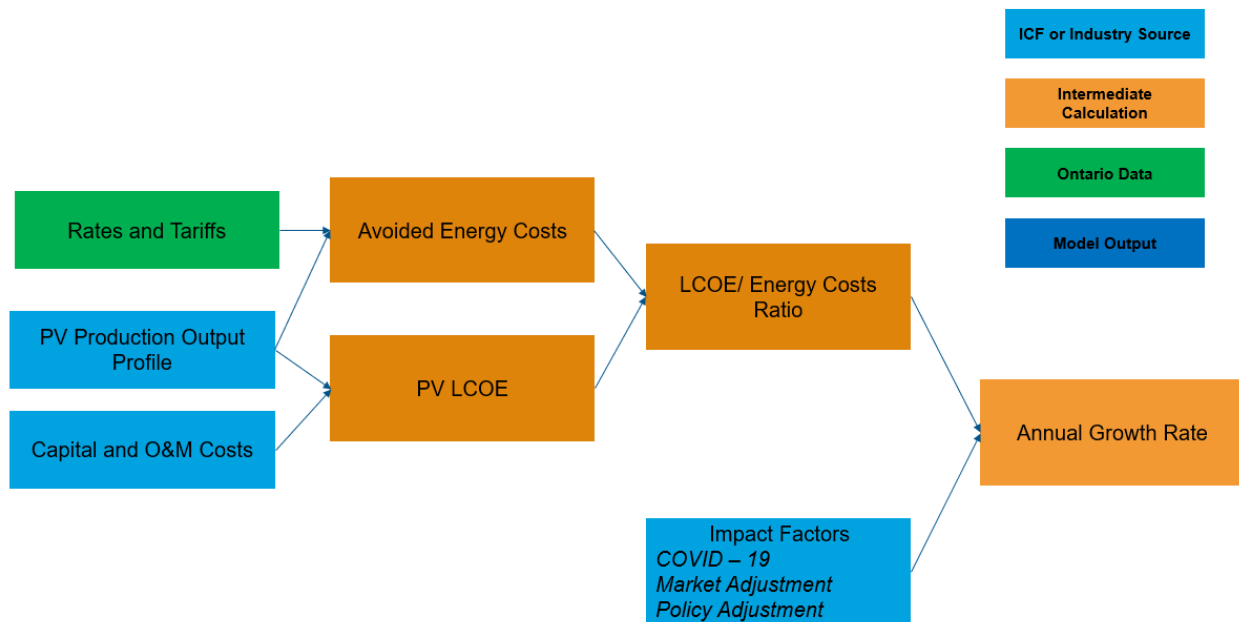 ICF or Industry Source
Intermediate
Calculation
Ontario Data
Model Output
Rates and Tariffs
Avoided Energy Costs
LCOE/ Energy Costs
Ratio
PV Production Output
Profile
PV LCOE
Capital and O&M Costs
Annual Growth Rate
Impact Factors
COVID – 19
Market Adjustment
Policy Adjustment